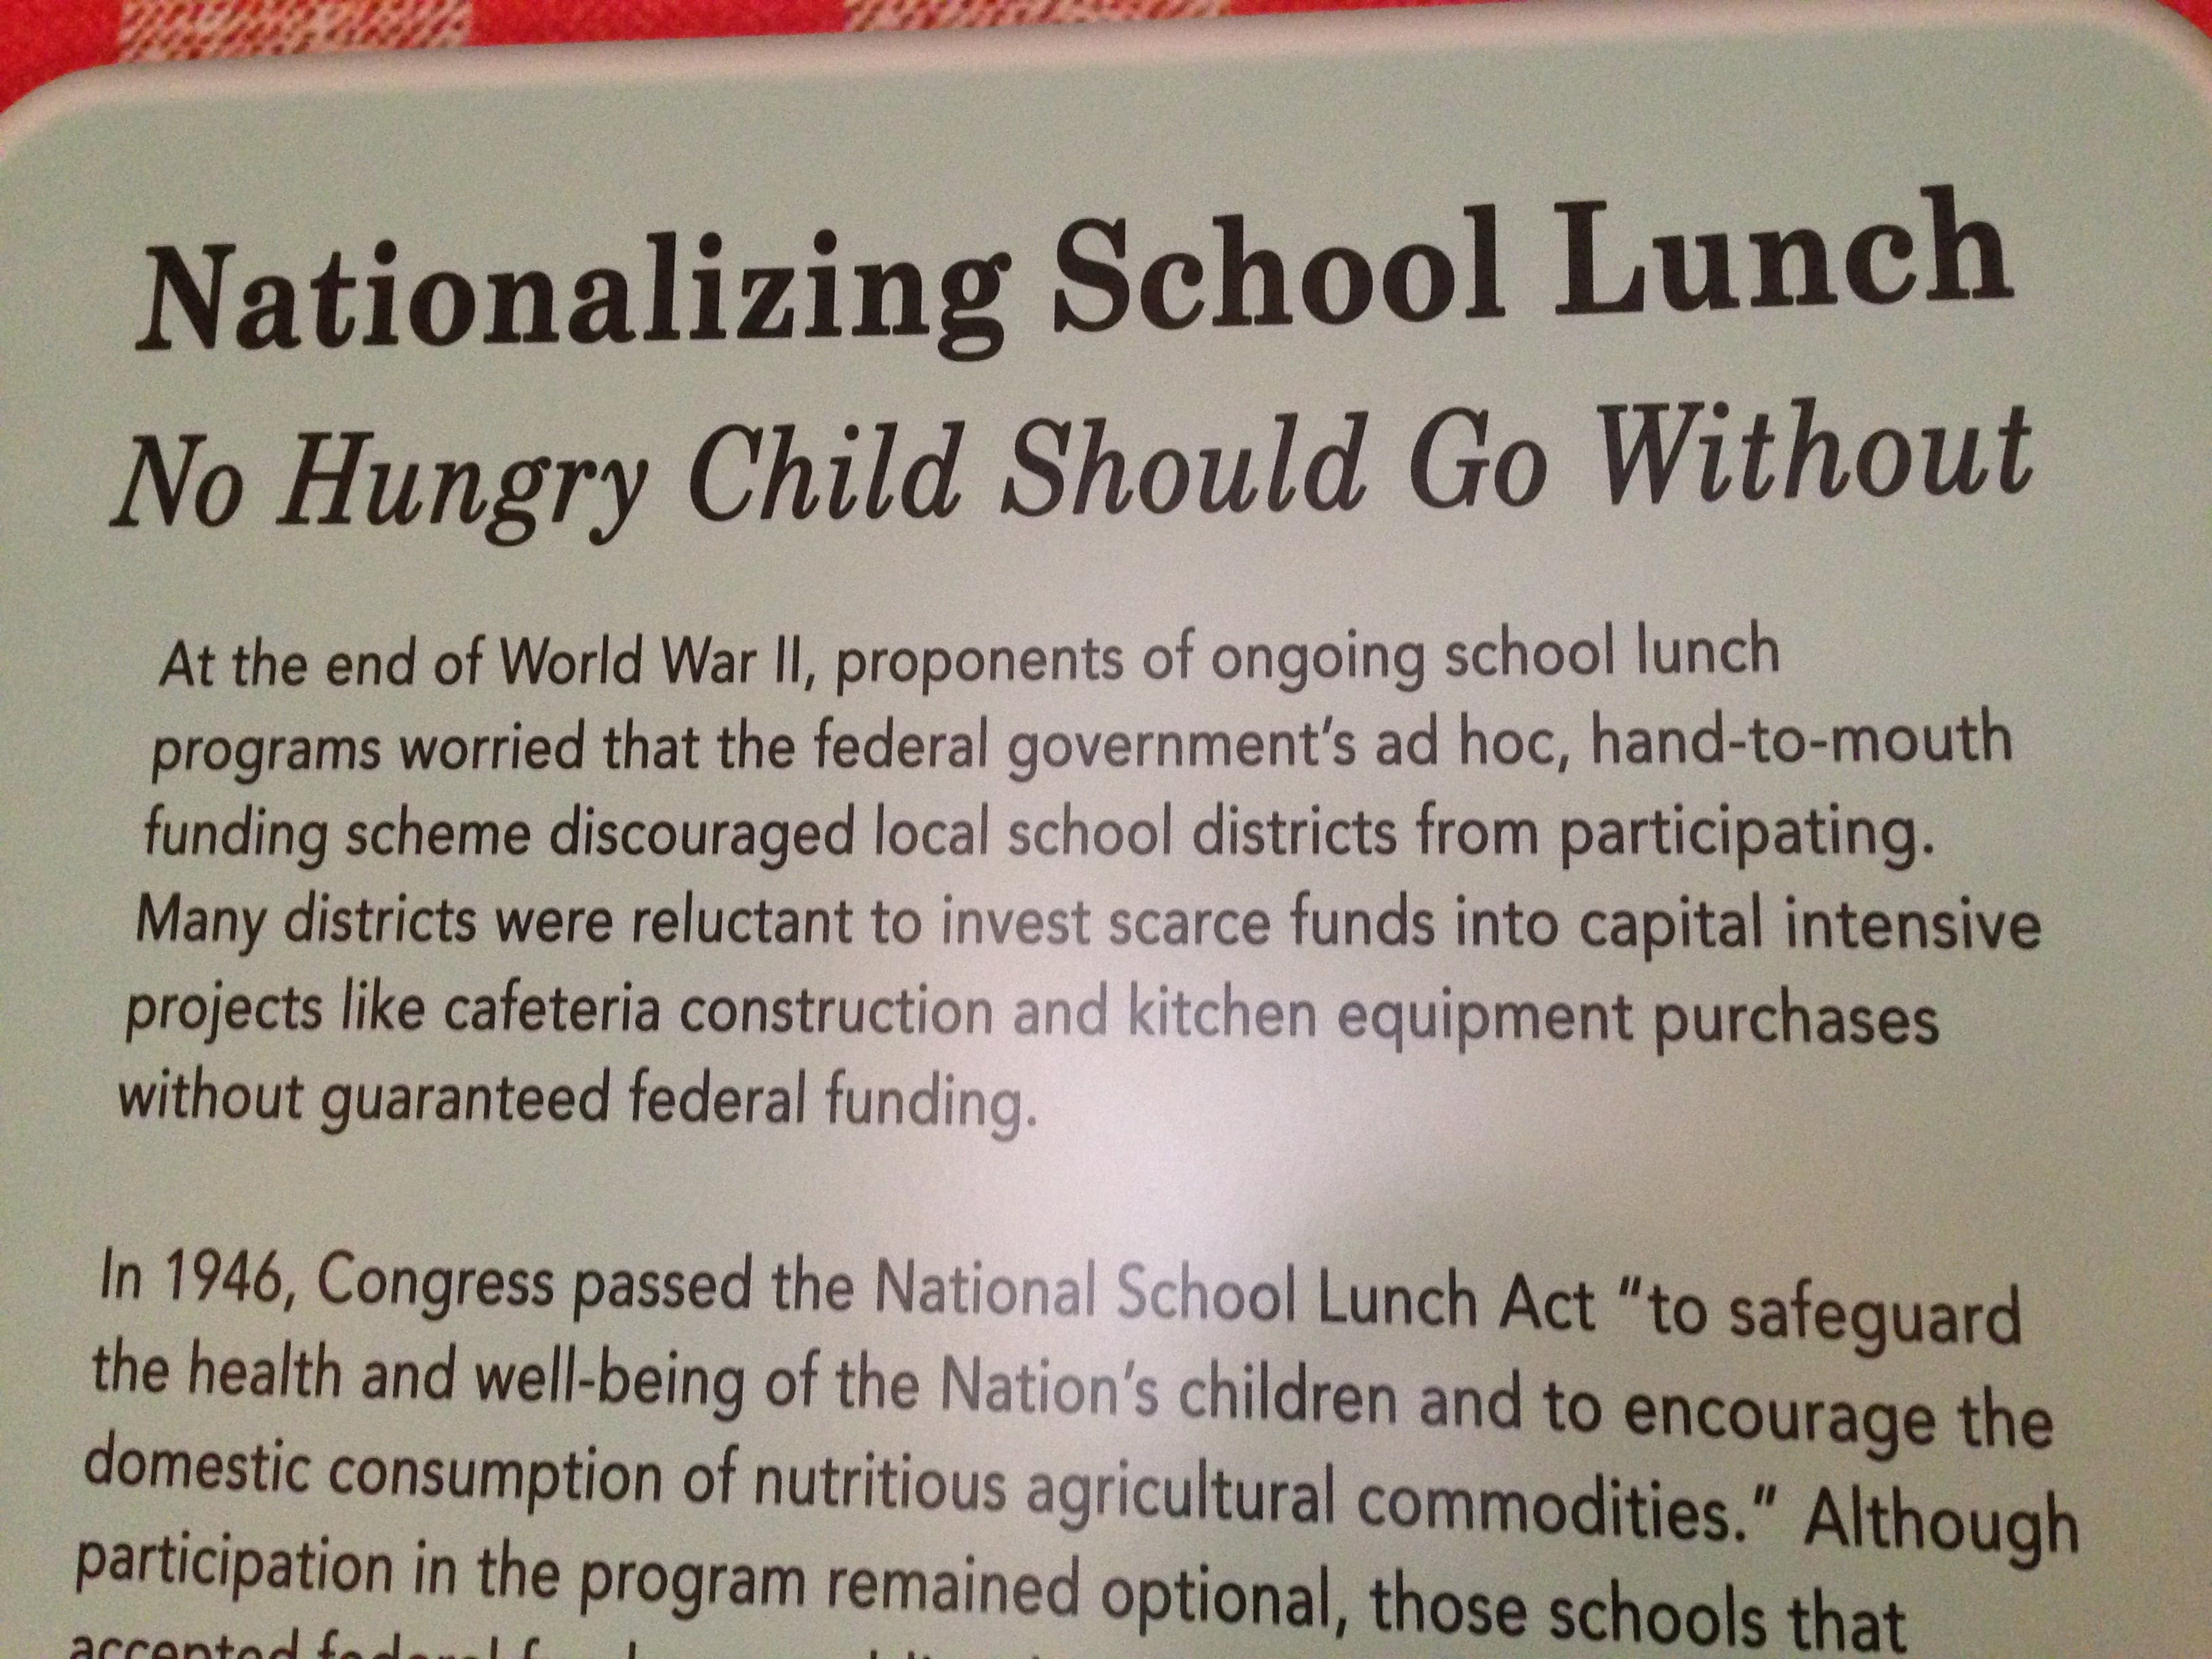 Nationalizing School Lunch
No Hungry Child Should Go Without
At the end of World War II, proponents of ongoing school lunch
programs worried that the federal government’s ad hoc, hand-to-mouth
funding scheme discouraged local school districts from participating.
Many districts were reluctant to invest scarce funds into capital intensive
projects like cafeteria construction and kitchen equipment purchases
without guaranteed federal funding.
In 1946, Congress passed the National School Lunch Act “to safeguard
the health and well-being of the Nation’s children and to encourage the
domestic consumption of nutritious agricultural commodities.” Although
participation in the program remained optional, those schools that
accepted federal